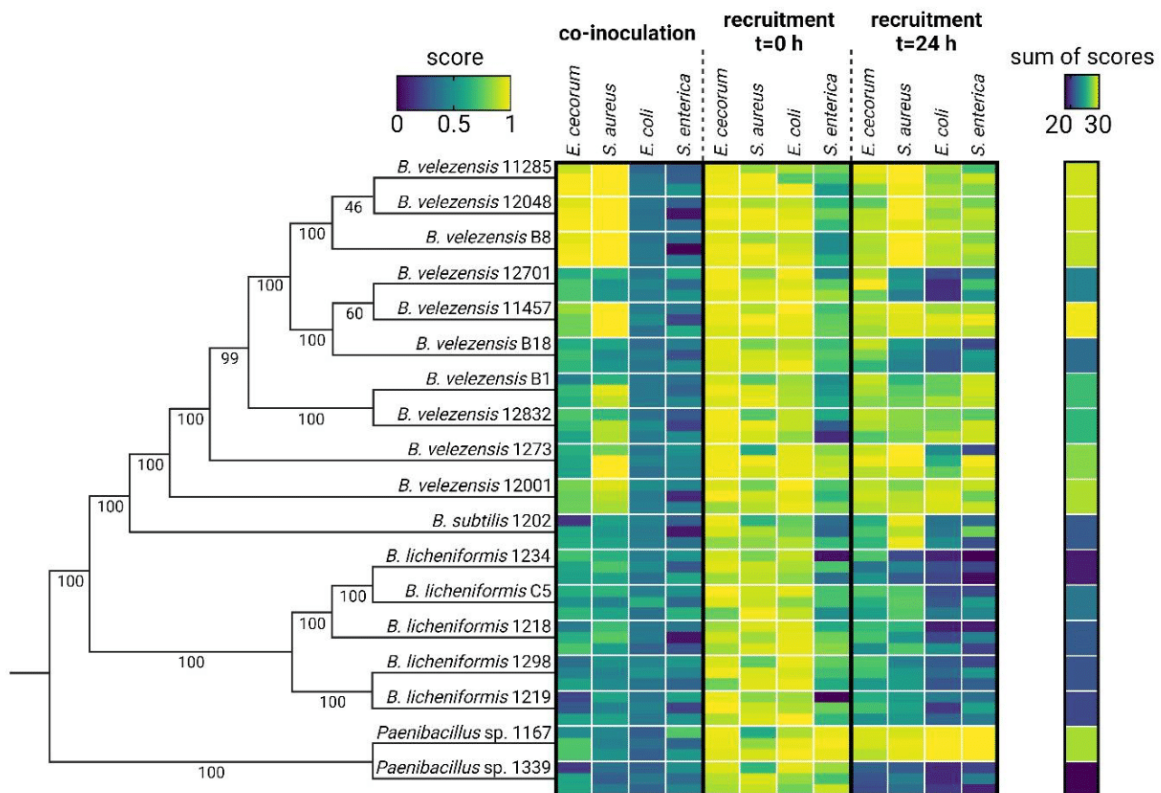 co-inoculation
recruitment
t=0 h
recruitment
t=24 h
score
0 0.5 1
sum of scores
20 30
E. cecorum
S. aureus
E. coli
S. enterica
E. cecorum
S. aureus
E. coli
S. enterica
E. cecorum
S. aureus
E. coli
S. enterica
B. velezensis 11285
46
B. velezensis 12048
100
B. velezensis B8
100
B. velezensis 12701
60
B. velezensis 11457
100
B. velezensis B18
99
B. velezensis B1
100
B. velezensis 12832
100
B. velezensis 1273
100
B. velezensis 12001
100
B. subtilis 1202
B. licheniformis 1234
100
B. licheniformis C5
100
100
B. licheniformis 1218
100
B. licheniformis 1298
100
B. licheniformis 1219
Paenibacillus sp. 1167
100
Paenibacillus sp. 1339